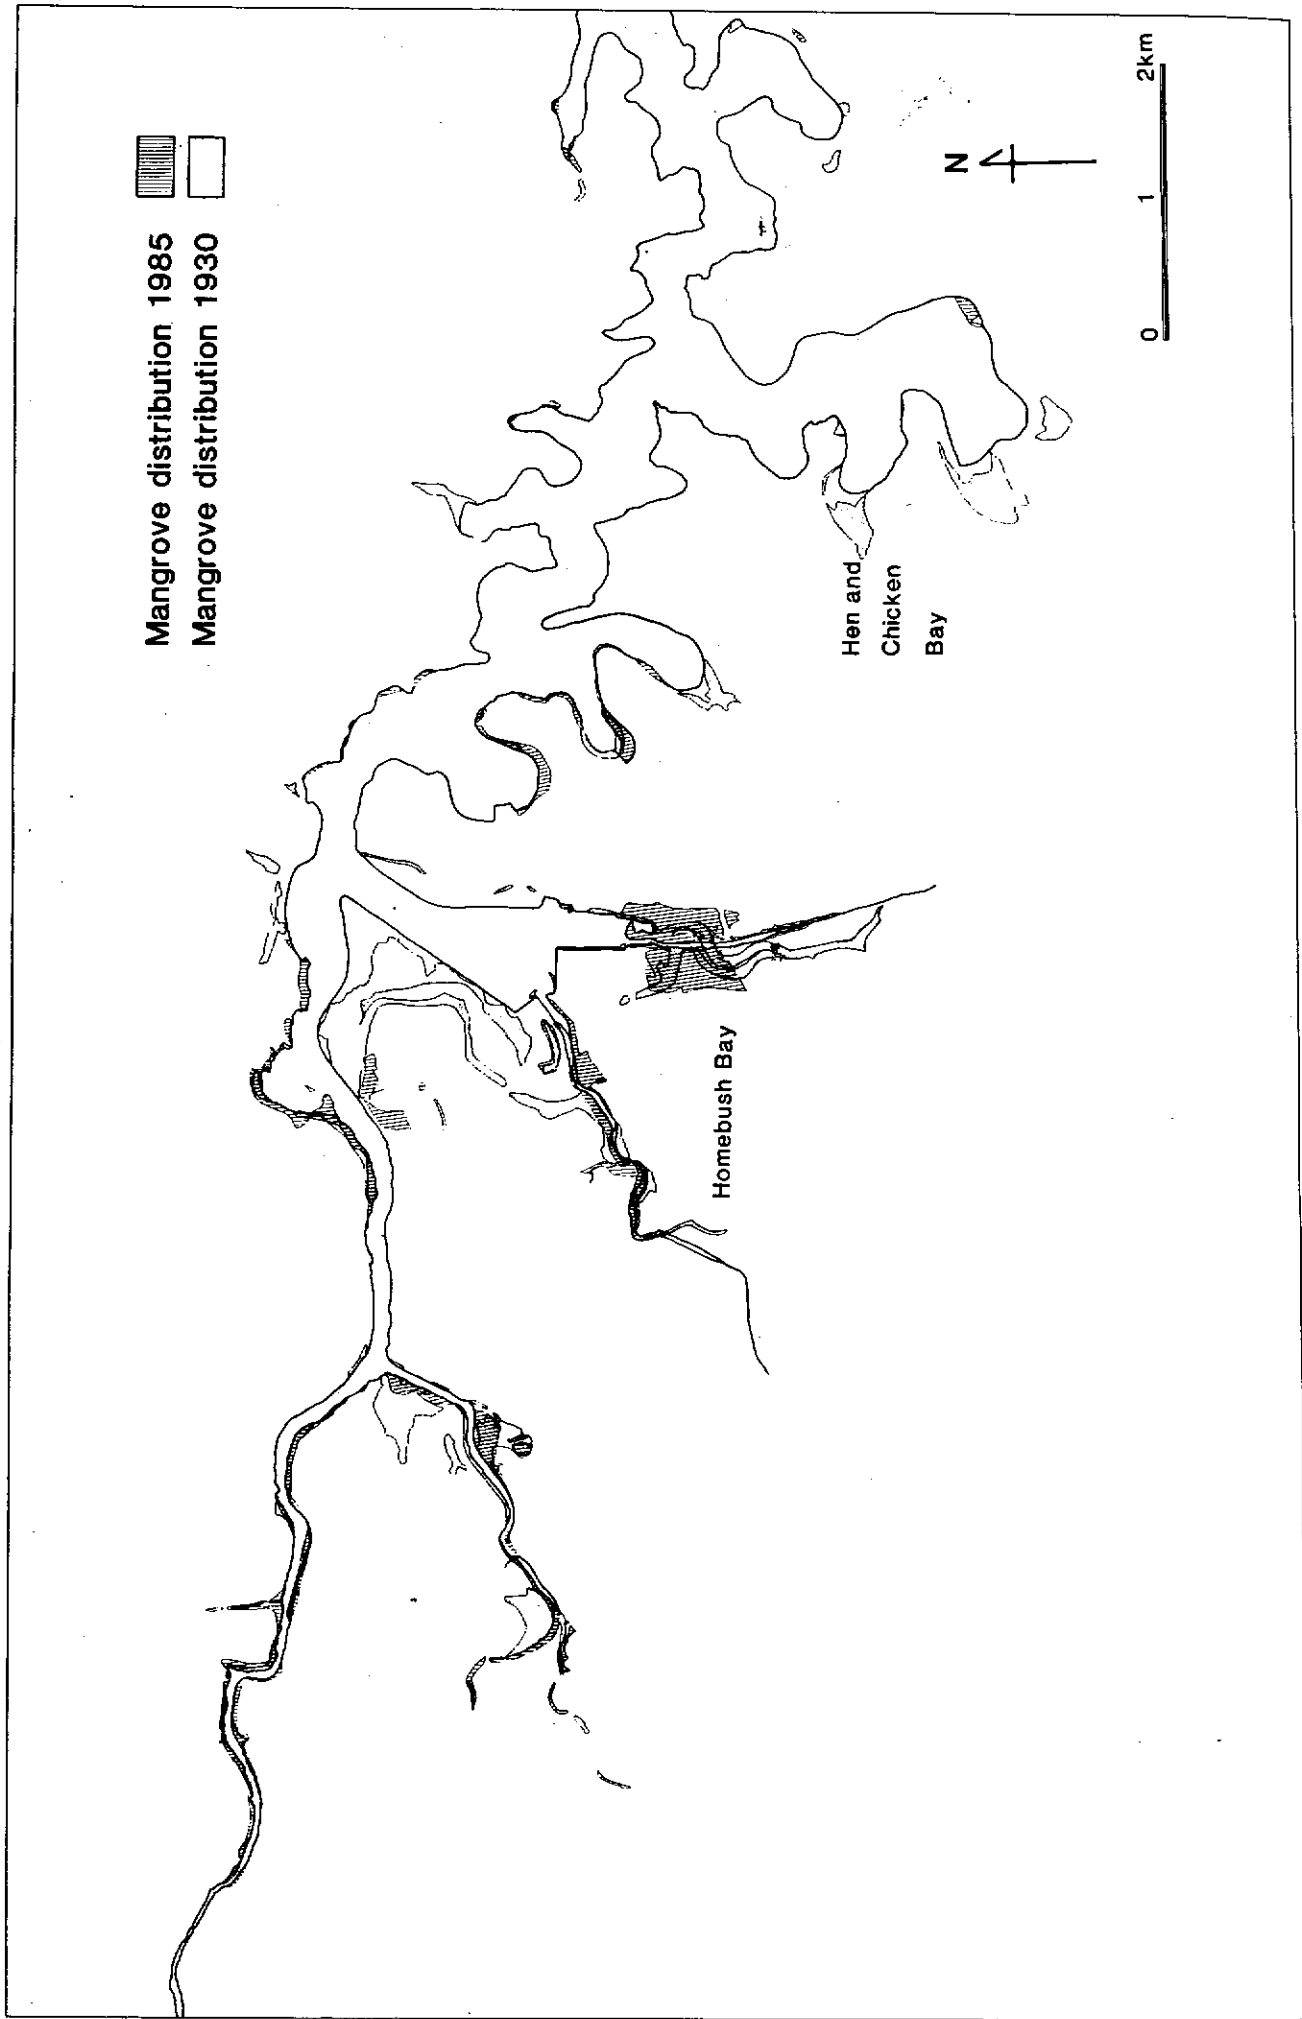 Mangrove distribution 1985
Mangrove distribution 1930
Homebush Bay
Hen and
Chicken
Bay
N
0 1 2km